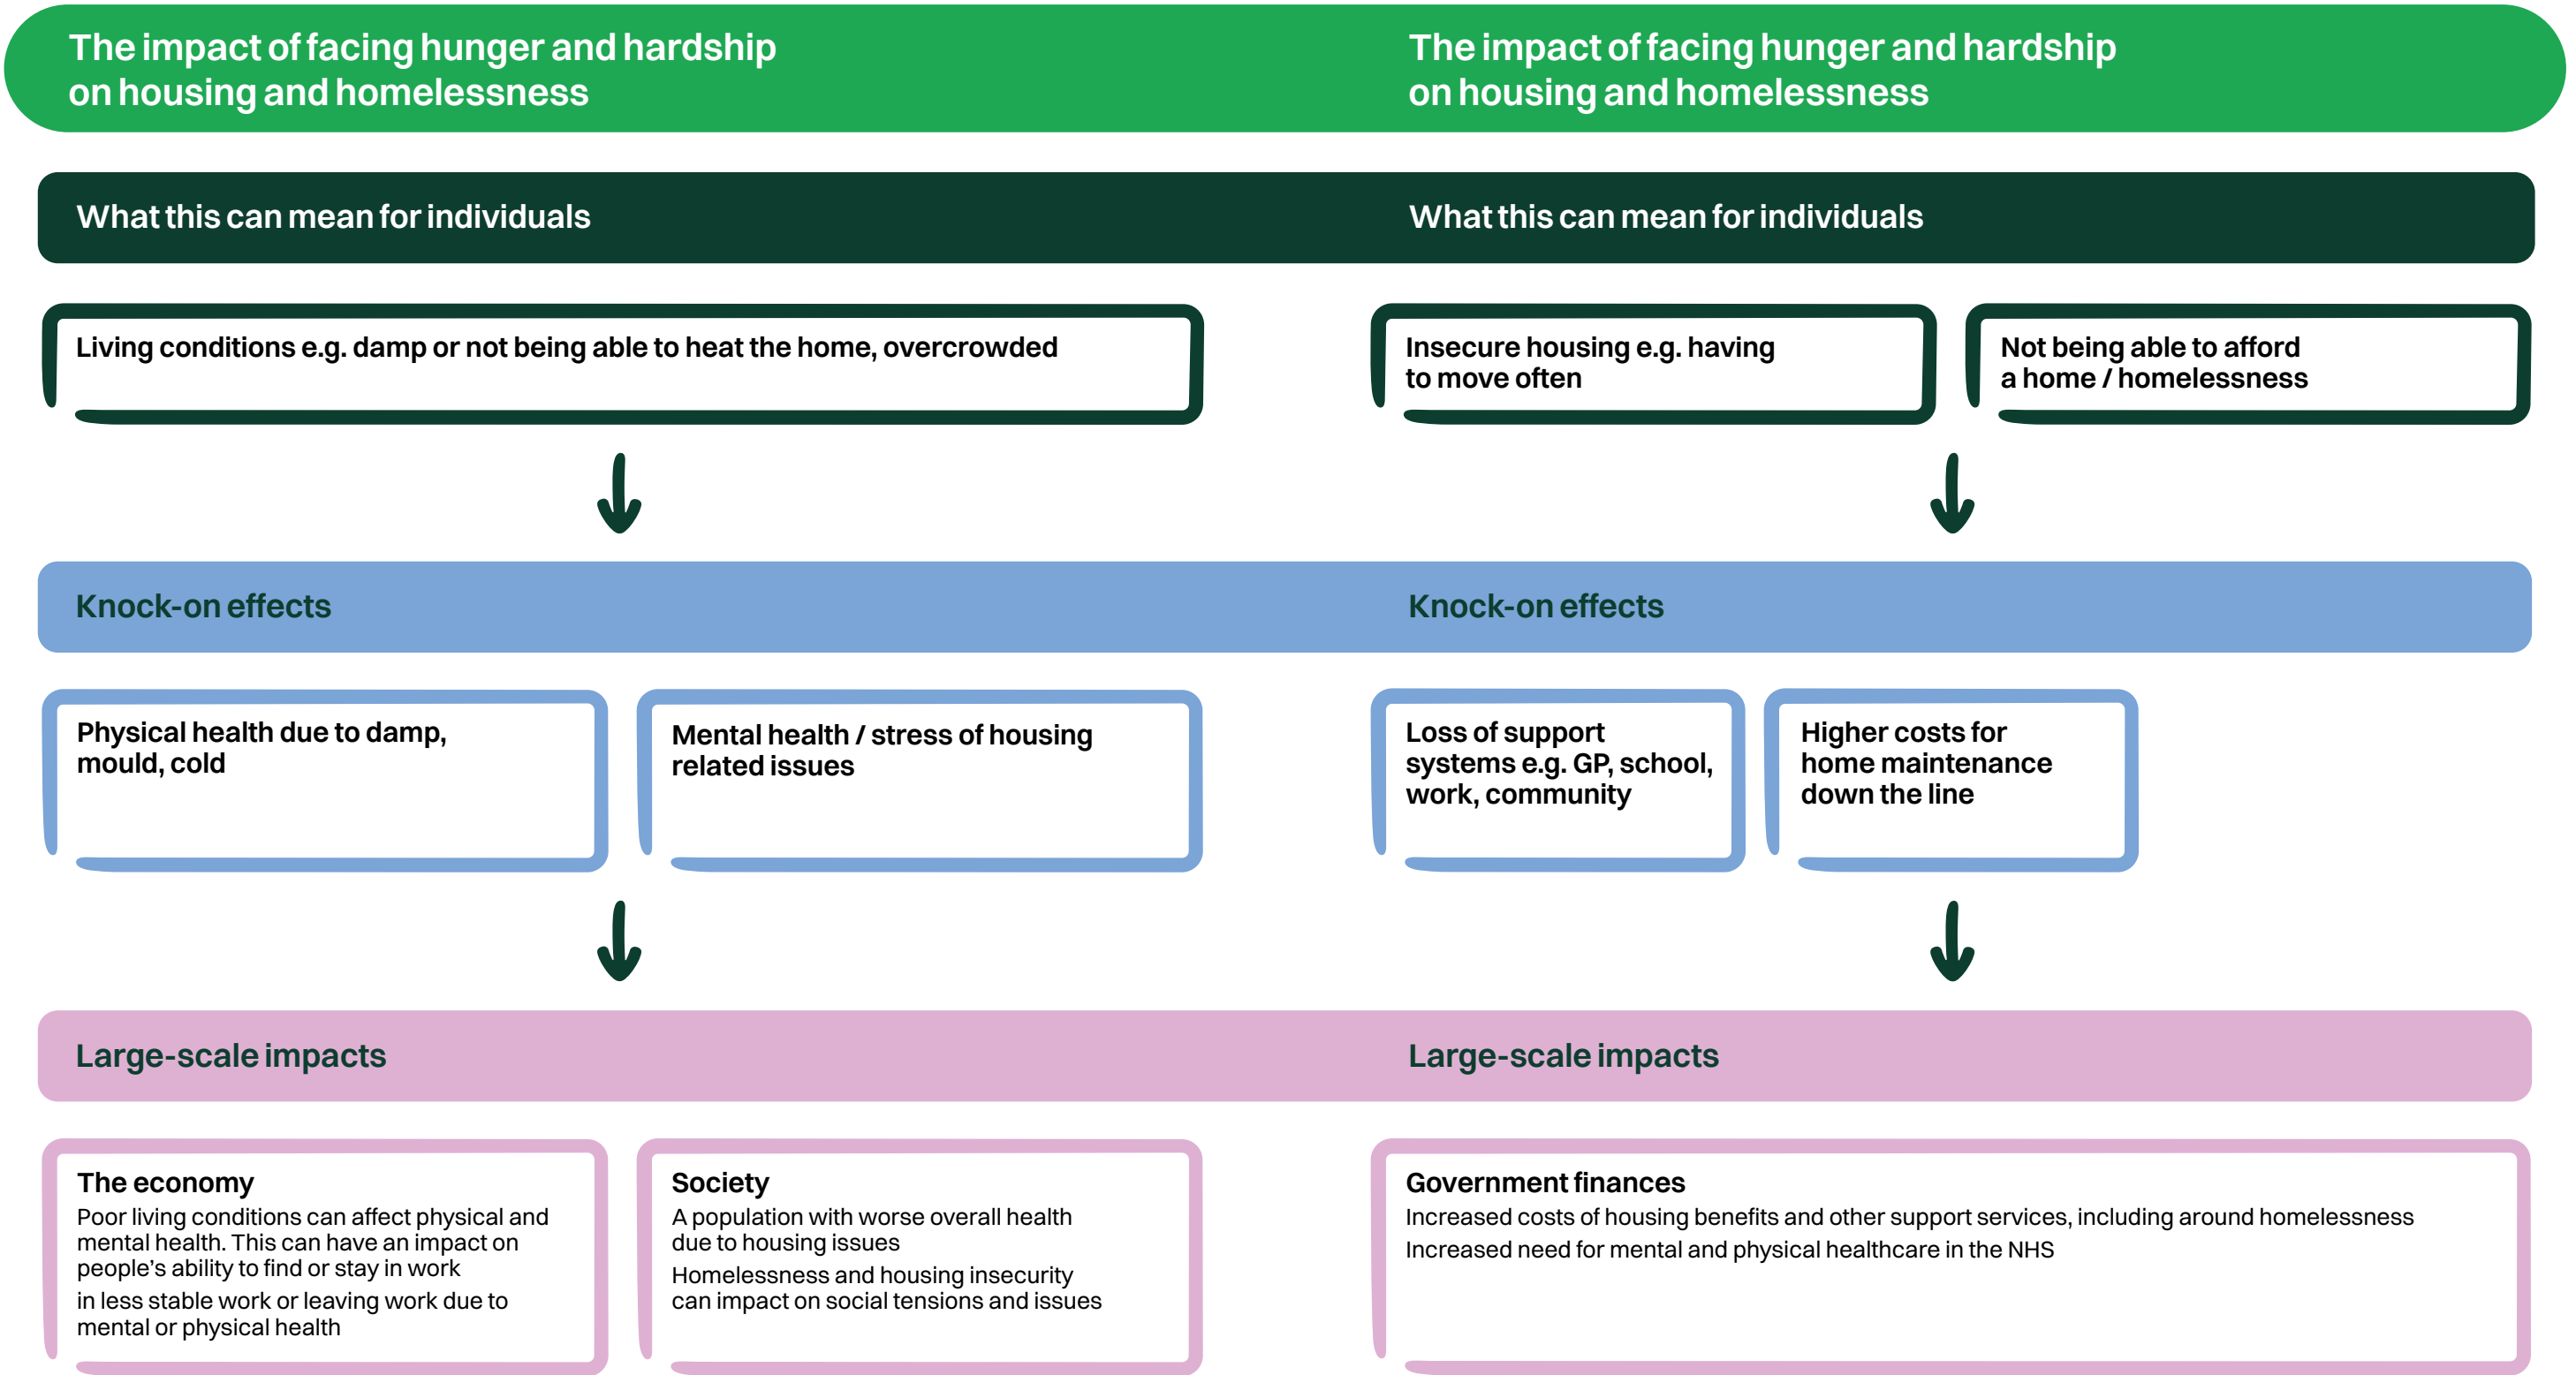 The impact of facing hunger and hardship
on housing and homelessness
The impact of facing hunger and hardship
on housing and homelessness
What this can mean for individuals
What this can mean for individuals
Living conditions e.g. damp or not being able to heat the home, overcrowded
Insecure housing e.g. having
to move often
Not being able to afford
a home / homelessness
Knock-on effects
Knock-on effects
Physical health due to damp,
mould, cold
Mental health / stress of housing
related issues
Loss of support
systems e.g. GP, school,
work, community
Higher costs for
home maintenance
down the line
Large-scale impacts
Large-scale impacts
The economy
Poor living conditions can affect physical and
mental health. This can have an impact on
people’s ability to find or stay in work
in less stable work or leaving work due to
mental or physical health
Society
A population with worse overall health
due to housing issues
Homelessness and housing insecurity
can impact on social tensions and issues
Government finances
Increased costs of housing benefits and other support services, including around homelessness
Increased need for mental and physical healthcare in the NHS